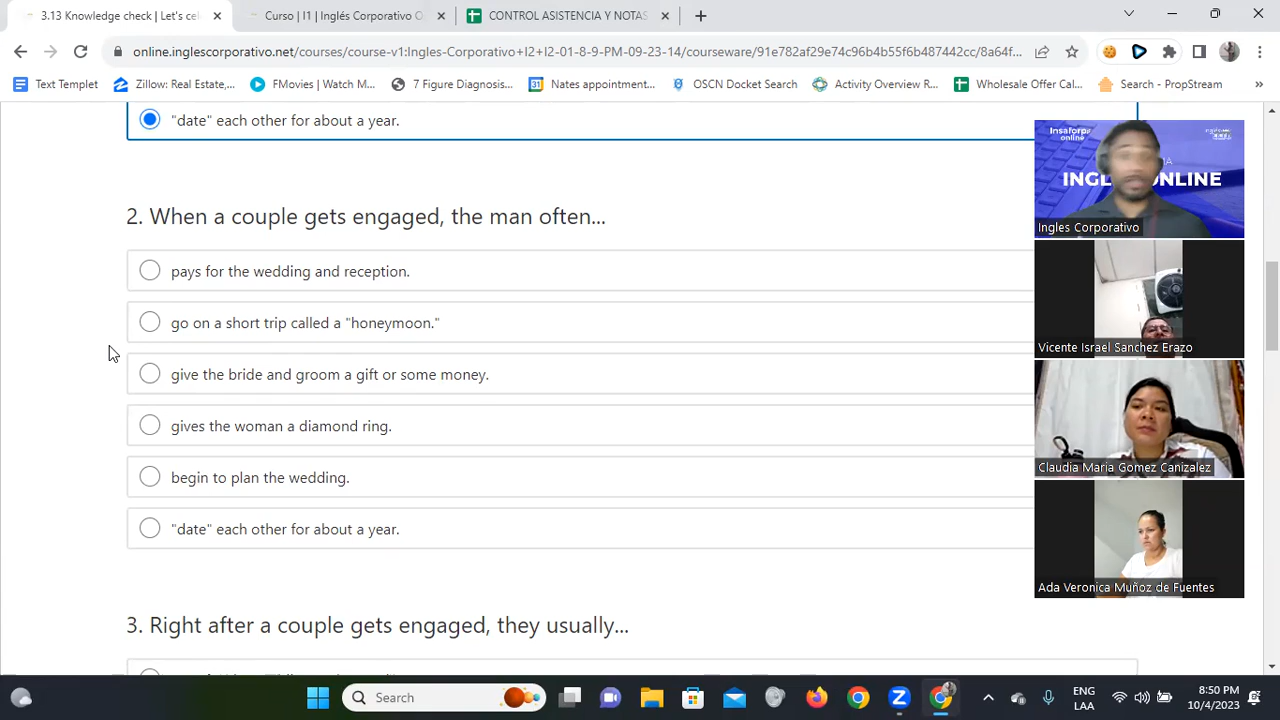 3.13 Knowledge check | Let's cel
Curso | I1 | Inglés Corporativo O
CONTROL ASISTENCIA Y NOTAS
online.inglescorporativo.net/courses/course-v1:Ingles-Corporativo+I2+I2-01-8-9-PM-09-23-14/courseware/91e782af29e74c96b4b55f6b487442cc/8a64f...
Text Templet
Zillow: Real Estate,...
FMovies | Watch M...
7 Figure Diagnosis...
31
Nates appointment...
OSCN Docket Search
Activity Overview R...
Wholesale Offer Cal...
Search - PropStream
"date" each other for about a year.
2. When a couple gets engaged, the man often...
pays for the wedding and reception.
go on a short trip called a "honeymoon."
give the bride and groom a gift or some money.
gives the woman a diamond ring.
begin to plan the wedding.
"date" each other for about a year.
3. Right after a couple gets engaged, they usually...
Insaforp
online
INGL ONLINE
Ingles Corporativo
Vicente Israel Sanchez Erazo
Claudia Maria Gomez Canizalez
Ada Veronica Muñoz de Fuentes
Search
ENG
LAA
8:50 PM
10/4/2023